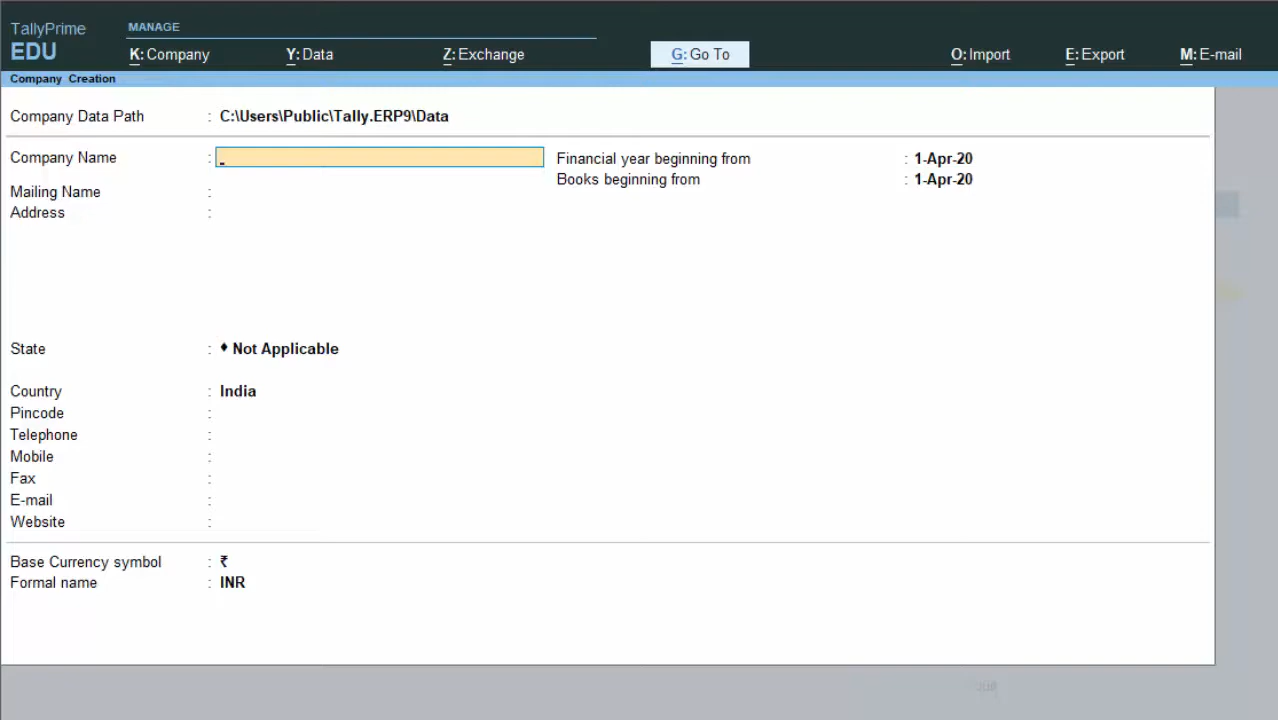 TallyPrime
MANAGE
EDU
K: Company Y: Data Z: Exchange G: Go To O: Import E: Export M: E-mail
Company Creation
Company Data Path : C:\Users\Public\Tally.ERP9\Data
Company Name : Financial year beginning from : 1-Apr-20
Books beginning from : 1-Apr-20
Mailing Name :
Address :
State : ♦ Not Applicable
Country : India
Pincode :
Telephone :
Mobile :
Fax :
E-mail :
Website :
Base Currency symbol : ₹
Formal name : INR